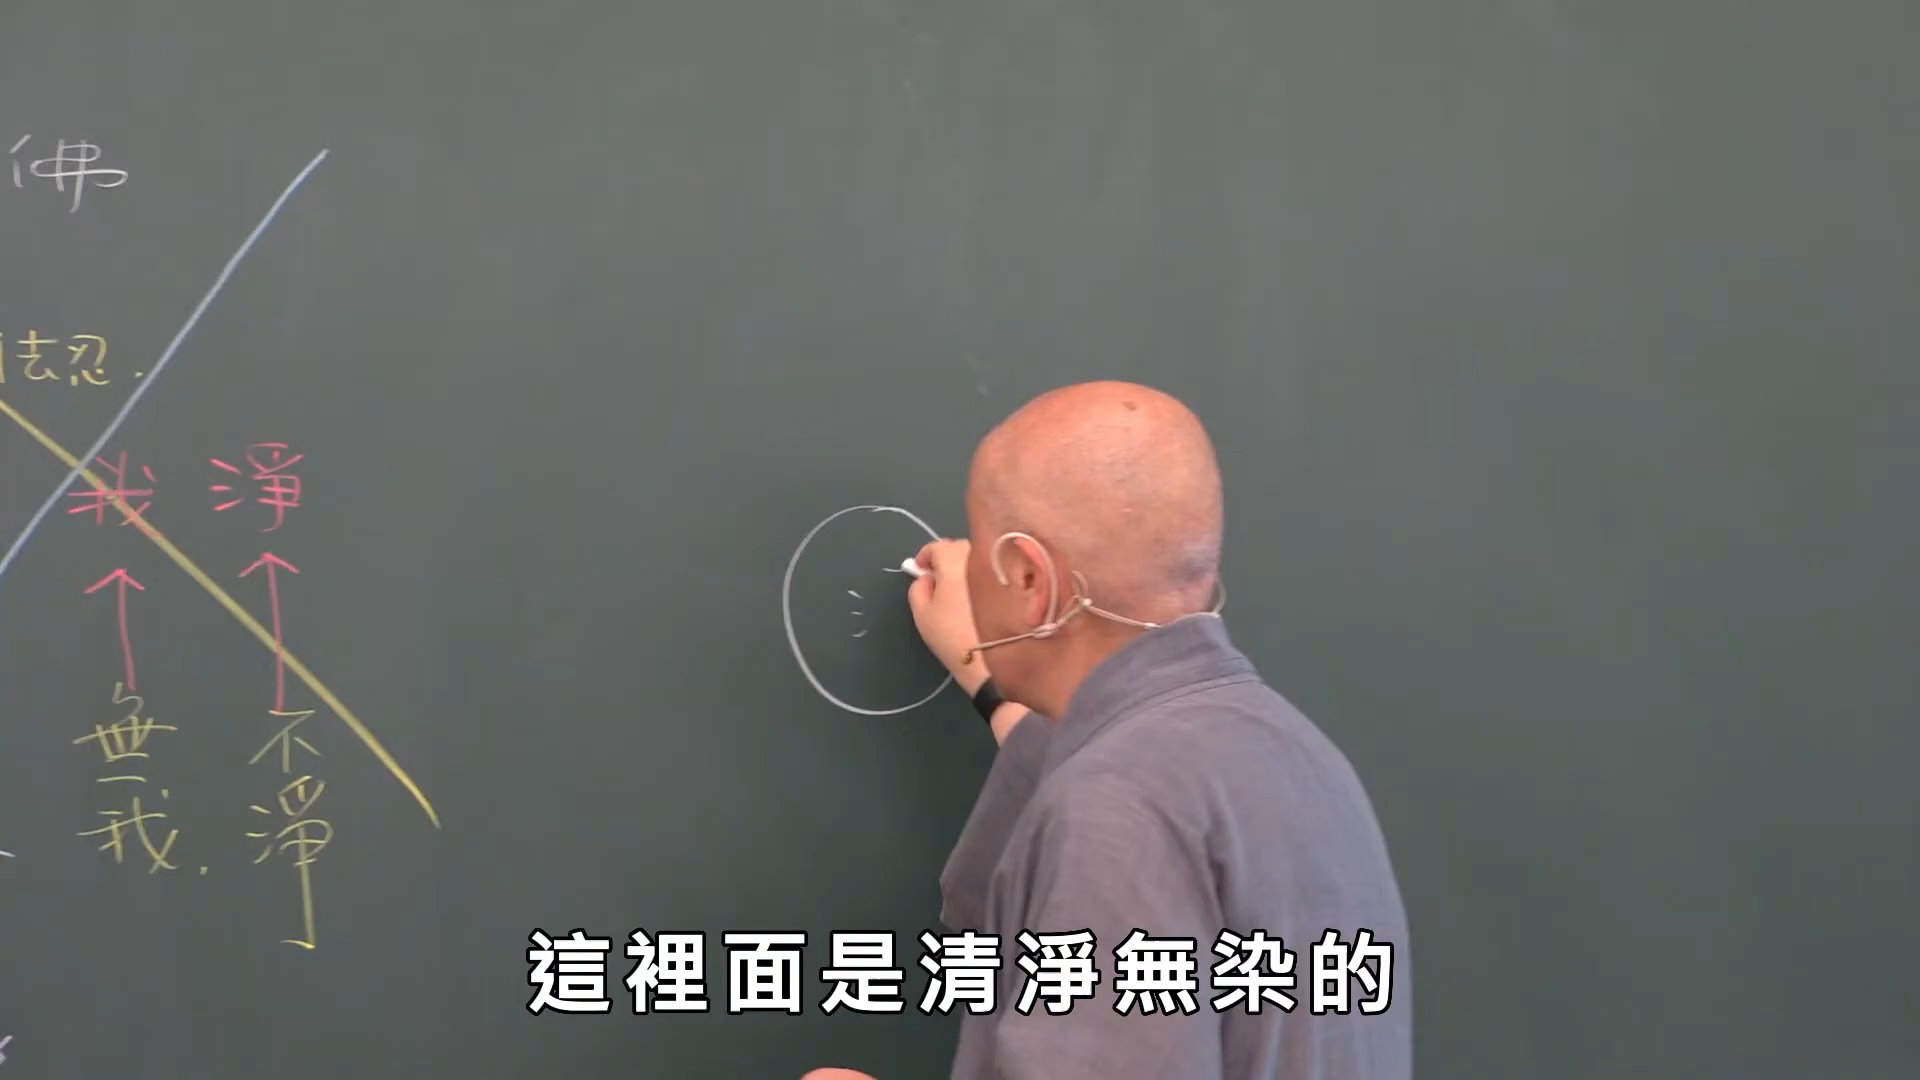 佛
法忍.
我 淨
無我. 不淨
這裡面是清淨無染的